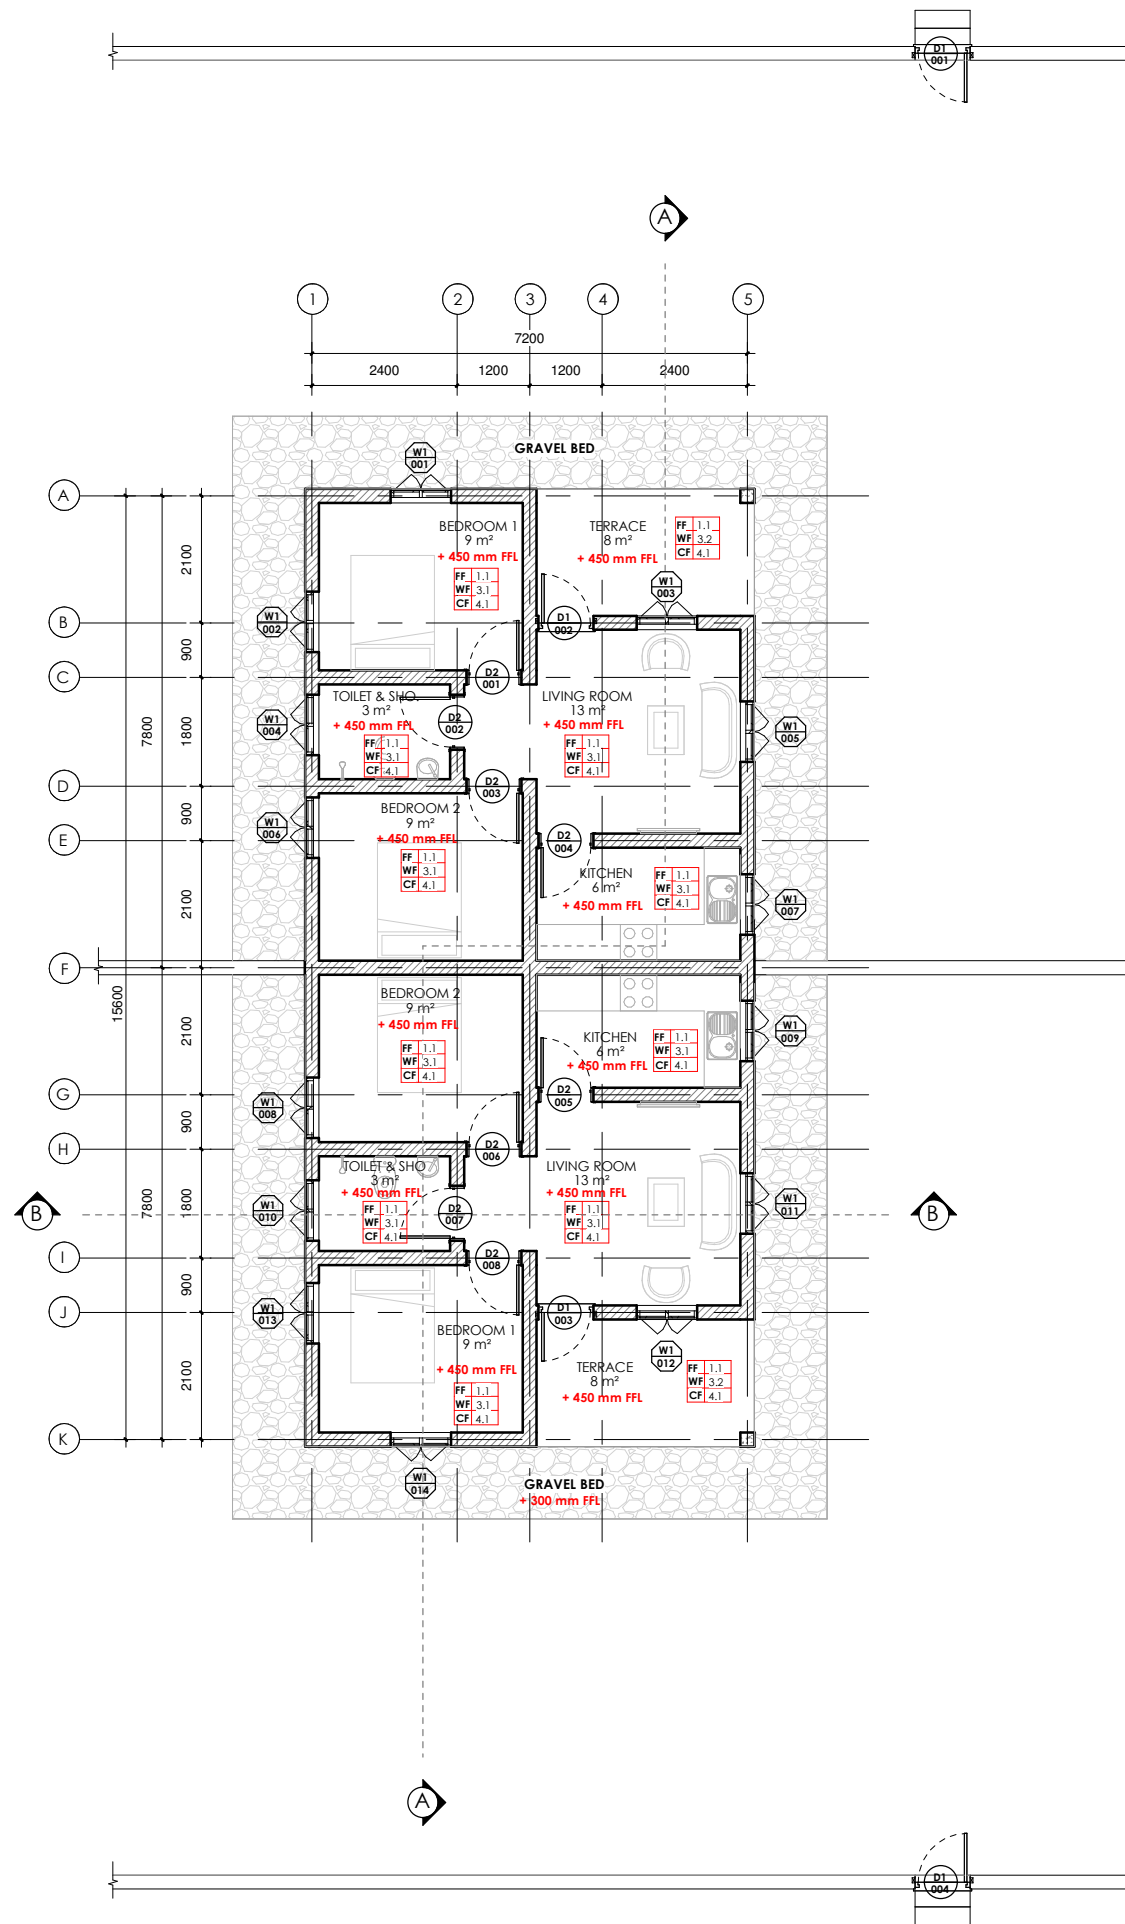 D1
001
A
1
2
3
4
5
7200
2400
1200
1200
2400
GRAVEL BED
W1
001
A
BEDROOM 1
9 m²
+ 450 mm FFL
FF 1.1
WF 3.1
CF 4.1
TERRACE
8 m²
+ 450 mm FFL
FF 1.1
WF 3.2
CF 4.1
2100
W1
003
W1
002
B
D1
002
900
C
D2
001
TOILET & SHO.
3 m²
+ 450 mm FFL
FF 1.1
WF 3.1
CF 4.1
D2
002
LIVING ROOM
13 m²
+ 450 mm FFL
FF 1.1
WF 3.1
CF 4.1
W1
004
W1
005
7800
1800
D
D2
003
BEDROOM 2
9 m²
+ 450 mm FFL
FF 1.1
WF 3.1
CF 4.1
W1
006
900
E
D2
004
KITCHEN
6 m²
+ 450 mm FFL
FF 1.1
WF 3.1
CF 4.1
W1
007
2100
F
15600
BEDROOM 2
9 m²
+ 450 mm FFL
FF 1.1
WF 3.1
CF 4.1
KITCHEN
6 m²
+ 450 mm FFL
FF 1.1
WF 3.1
CF 4.1
W1
009
2100
G
D2
005
W1
008
900
H
D2
006
TOILET & SHO
3 m²
+ 450 mm FFL
FF 1.1
WF 3.1
CF 4.1
D2
007
LIVING ROOM
13 m²
+ 450 mm FFL
FF 1.1
WF 3.1
CF 4.1
W1
010
W1
011
B
B
7800
1800
I
D2
008
900
J
W1
013
D1
003
BEDROOM 1
9 m²
+ 450 mm FFL
FF 1.1
WF 3.1
CF 4.1
W1
012
TERRACE
8 m²
+ 450 mm FFL
FF 1.1
WF 3.2
CF 4.1
2100
K
W1
014
GRAVEL BED
+ 300 mm FFL
A
D1
004